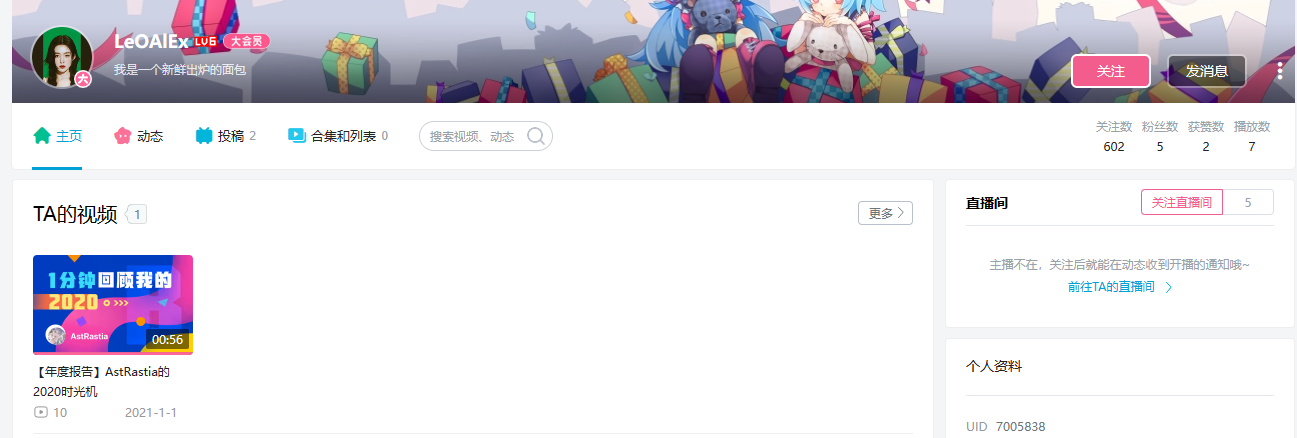 LeOAlEx LV6 大会员
大
我是一个新鲜出炉的面包
关注
发消息
主页
动态
投稿 2
合集和列表 0
搜索视频、动态
关注数 粉丝数 获赞数 播放数
602 5 2 7
TA的视频 1
更多
1分钟回顾我的
2020
AstRastia
00:56
【年度报告】AstRastia的
2020时光机
10 2021-1-1
直播间
关注直播间 5
主播不在，关注后就能在动态收到开播的通知哦~
前往TA的直播间
个人资料
UID 7005838